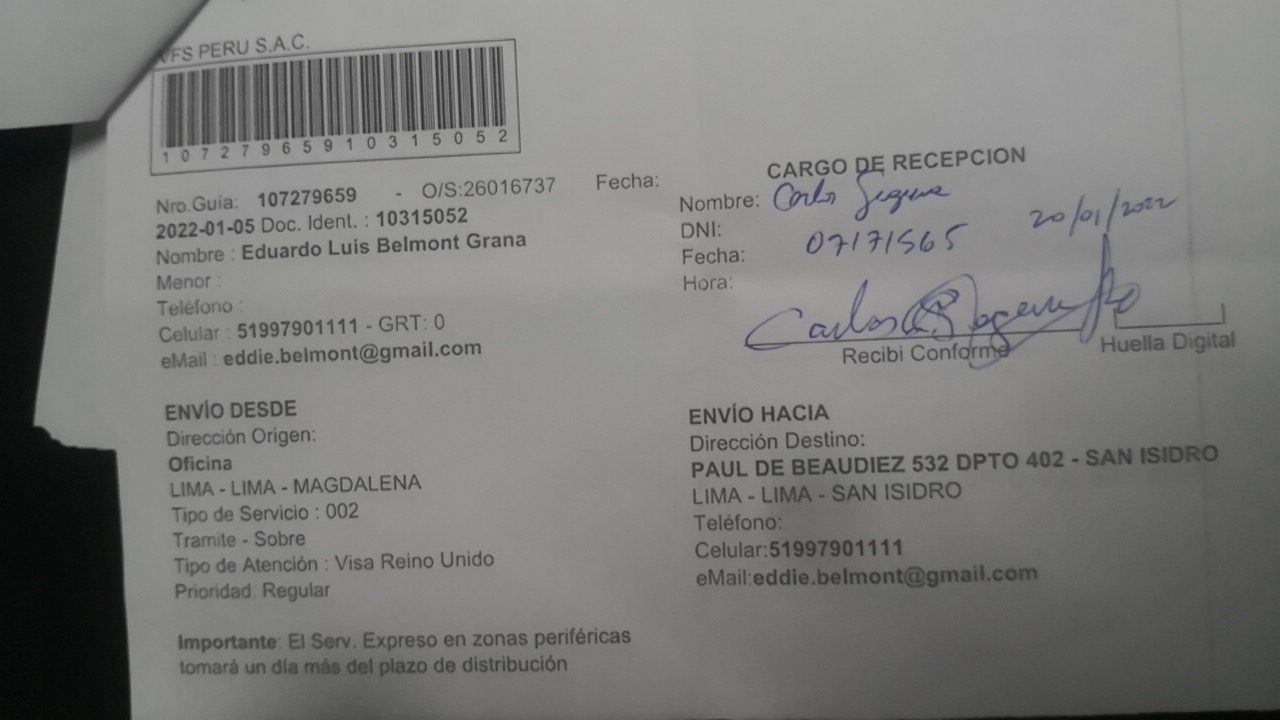 VFS PERU S.A.C.
10727965910315052
Nro.Guia: 107279659 - O/S:26016737 Fecha:
2022-01-05 Doc. Ident. : 10315052
Nombre : Eduardo Luis Belmont Grana
Menor :
Teléfono :
Celular : 51997901111 - GRT: 0
eMail : eddie.belmont@gmail.com
CARGO DE RECEPCION
Nombre: Carlos Segura
DNI: 07171565 20/01/2022
Fecha:
Hora:
Carlos
Recibi Conforme
Huella Digital
ENVÍO DESDE
Dirección Origen:
Oficina
LIMA - LIMA - MAGDALENA
Tipo de Servicio : 002
Tramite - Sobre
Tipo de Atención : Visa Reino Unido
Prioridad: Regular
ENVÍO HACIA
Dirección Destino:
PAUL DE BEAUDIEZ 532 DPTO 402 - SAN ISIDRO
LIMA - LIMA - SAN ISIDRO
Teléfono:
Celular:51997901111
eMail:eddie.belmont@gmail.com
Importante: El Serv. Expreso en zonas periféricas
tomará un día más del plazo de distribución